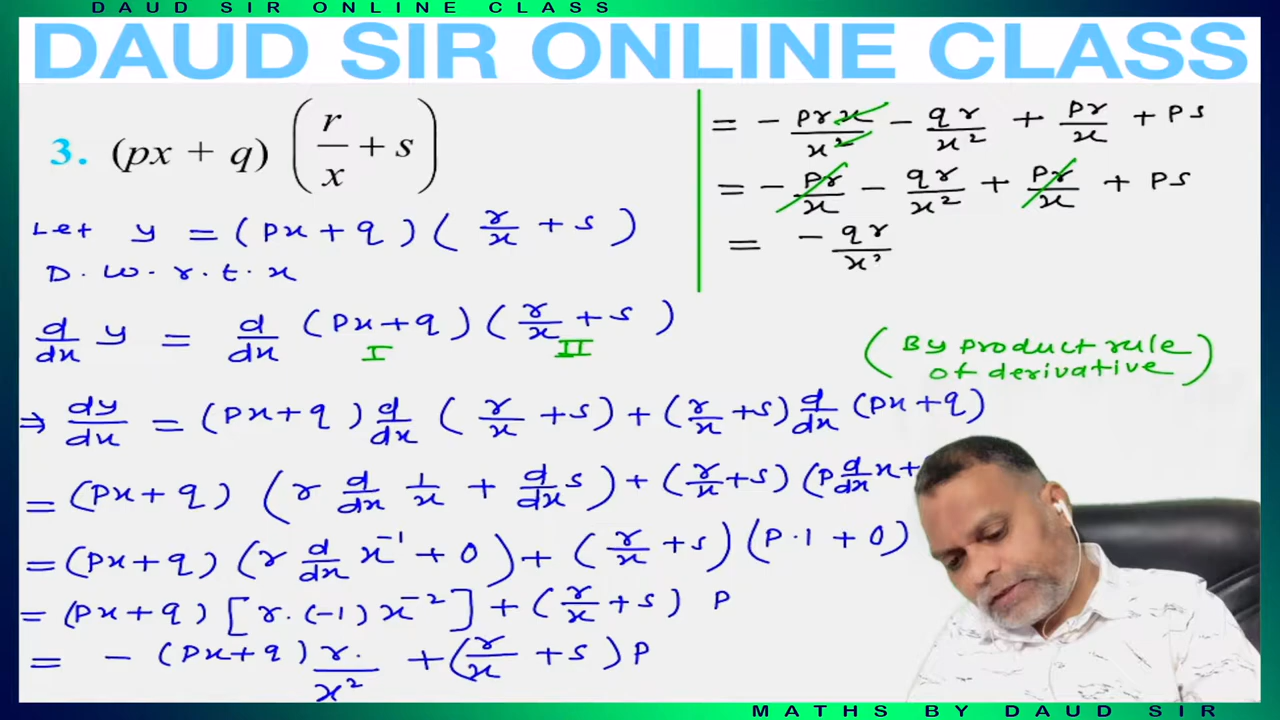 DAUD SIR ONLINE CLASS
DAUD SIR ONLINE CLASS
3. (px + q) (r/x + s)
Let y = (px + q) (r/x + s)
D. w. r. t. x
d/dx y = d/dx (px + q) (r/x + s)
I II
(By product rule
of derivative)
⇒ dy/dx = (px + q) d/dx (r/x + s) + (r/x + s) d/dx (px + q)
= (px + q) (r d/dx 1/x + d/dx s) + (r/x + s) (p d/dx x +
= (px + q) (r d/dx x⁻¹ + 0) + (r/x + s) (p.1 + 0)
= (px + q) [r. (-1) x⁻²] + (r/x + s) p
= - (px + q) r./x² + (r/x + s) p
= - prx/x² - qr/x² + pr/x + ps
= - pr/x - qr/x² + pr/x + ps
= - qr/x²
MATHS BY DAUD SIR